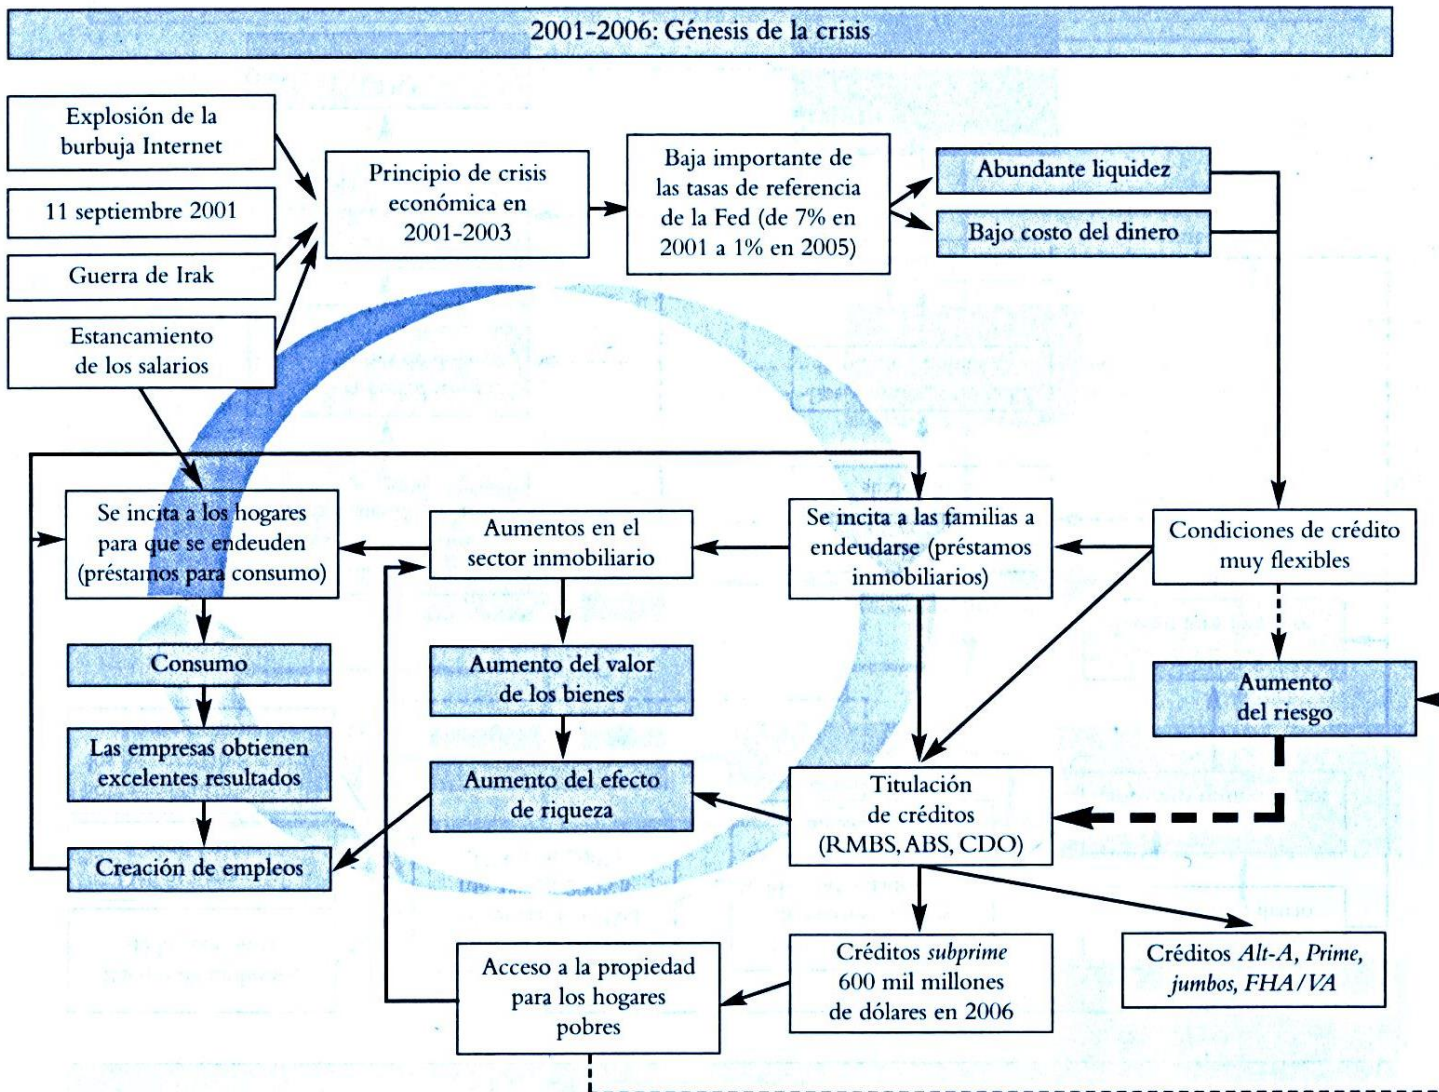 2001-2006: Génesis de la crisis
Explosión de la
burbuja Internet
11 septiembre 2001
Guerra de Irak
Estancamiento
de los salarios
Principio de crisis
económica en
2001-2003
Baja importante de
las tasas de referencia
de la Fed (de 7% en
2001 a 1% en 2005)
Abundante liquidez
Bajo costo del dinero
Se incita a los hogares
para que se endeuden
(préstamos para consumo)
Aumentos en el
sector inmobiliario
Se incita a las familias a
endeudarse (préstamos
inmobiliarios)
Condiciones de crédito
muy flexibles
Consumo
Aumento del valor
de los bienes
Aumento
del riesgo
Las empresas obtienen
excelentes resultados
Aumento del efecto
de riqueza
Titulación
de créditos
(RMBS, ABS, CDO)
Creación de empleos
Acceso a la propiedad
para los hogares
pobres
Créditos subprime
600 mil millones
de dólares en 2006
Créditos Alt-A, Prime,
jumbos, FHA/VA